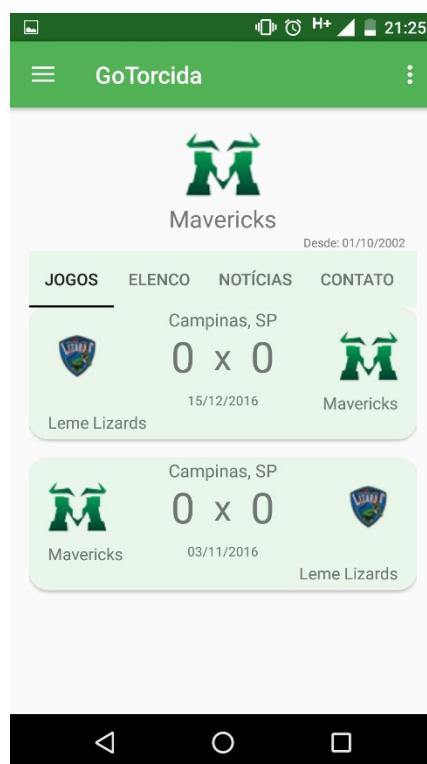 H+ 21:25
GoTorcida
Mavericks
Desde: 01/10/2002
JOGOS ELENCO NOTÍCIAS CONTATO
Campinas, SP
0 x 0
15/12/2016
Leme Lizards
Mavericks
Campinas, SP
0 x 0
03/11/2016
Mavericks
Leme Lizards